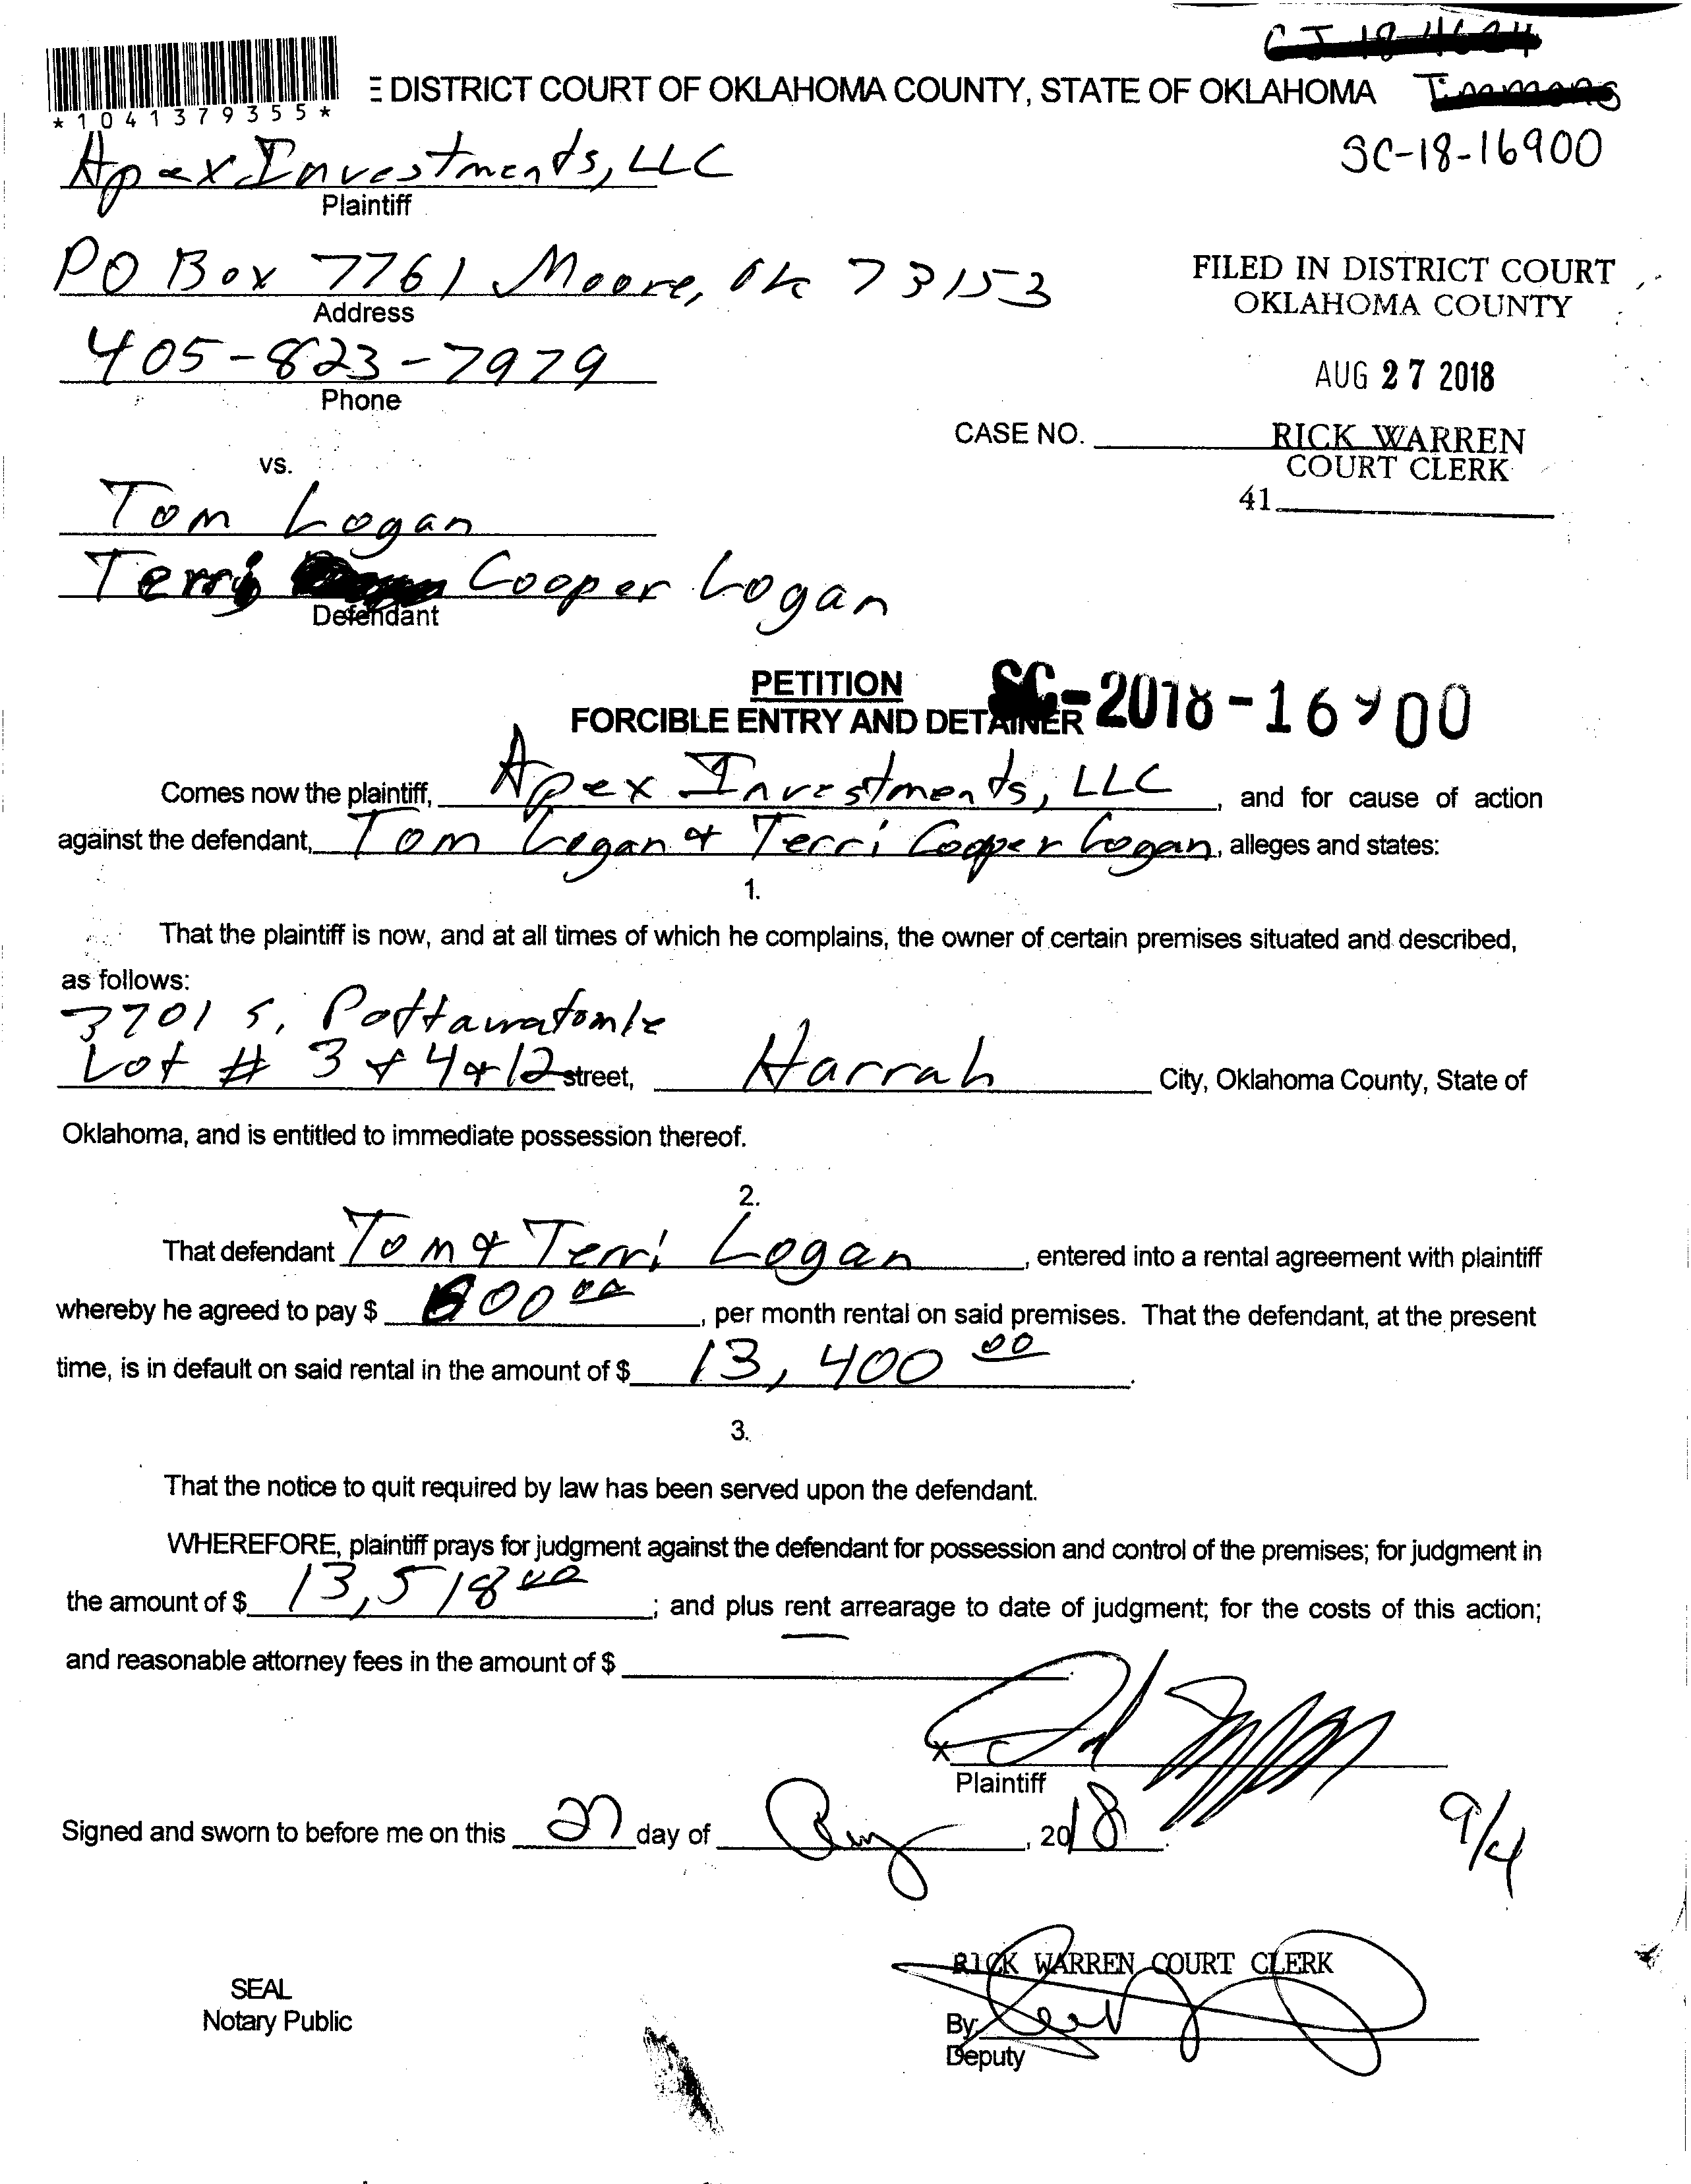 *1041379355*
E DISTRICT COURT OF OKLAHOMA COUNTY, STATE OF OKLAHOMA
Timmons
SC-18-16900
Apex Investments, LLC
Plaintiff
PO Box 7761 Moore, Ok 73153
Address
405-823-7979
Phone
FILED IN DISTRICT COURT
OKLAHOMA COUNTY
AUG 27 2018
RICK WARREN
COURT CLERK
41
CASE NO.
vs.
Tom Logan
Terri Cooper Logan
Defendant
PETITION
FORCIBLE ENTRY AND DETAINER
SC-2018-16900
Comes now the plaintiff, Apex Investments, LLC, and for cause of action
against the defendant, Tom Logan & Terri Cooper Logan, alleges and states:
1.
That the plaintiff is now, and at all times of which he complains, the owner of certain premises situated and described,
as follows:
3701 S. Pottawatomie
Lot # 3 & 4 & 12 street, Harrah City, Oklahoma County, State of
Oklahoma, and is entitled to immediate possession thereof.
2.
That defendant Tom & Terri Logan, entered into a rental agreement with plaintiff
whereby he agreed to pay $ 00 00, per month rental on said premises. That the defendant, at the present
time, is in default on said rental in the amount of $ 13,400 00.
3.
That the notice to quit required by law has been served upon the defendant.
WHEREFORE, plaintiff prays for judgment against the defendant for possession and control of the premises; for judgment in
the amount of $ 13,518 00; and plus rent arrearage to date of judgment; for the costs of this action;
and reasonable attorney fees in the amount of $
X
Plaintiff
Signed and sworn to before me on this 27 day of Aug, 2018.
9/4
RICK WARREN COURT CLERK
SEAL
Notary Public
By:
Deputy